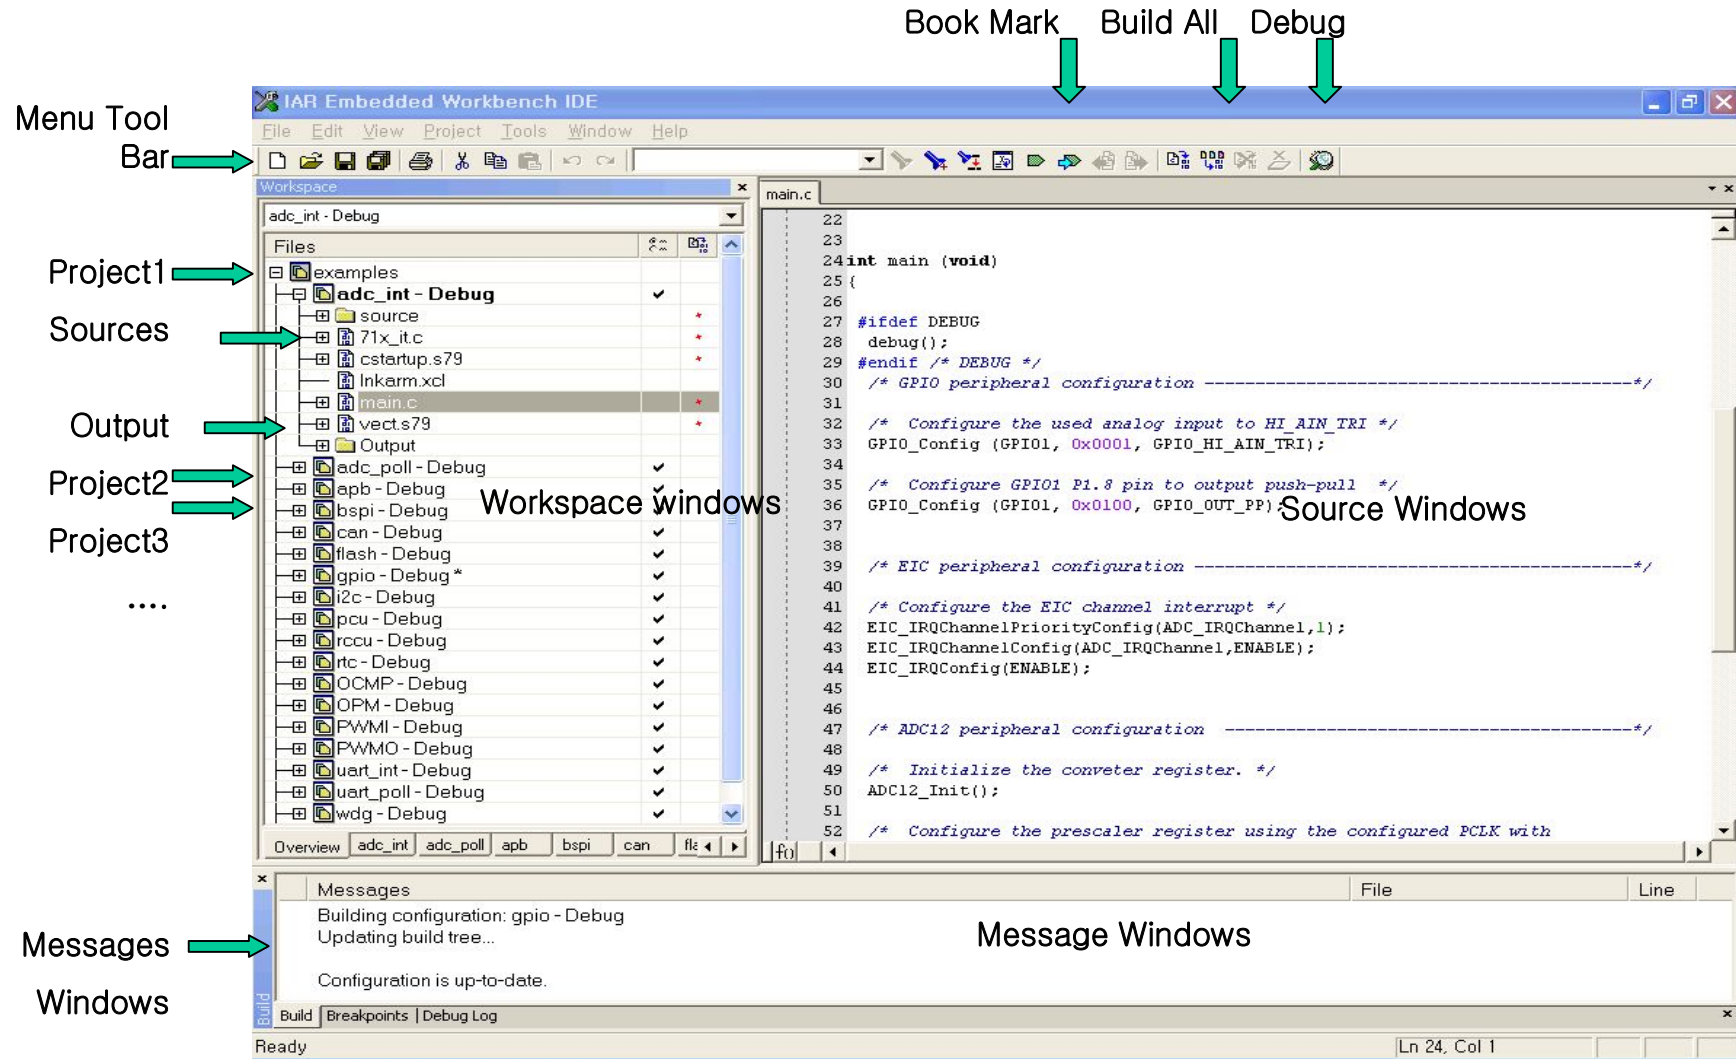 Book Mark Build All Debug
Menu Tool
Bar
IAR Embedded Workbench IDE
File Edit View Project Tools Window Help
Workspace
adc_int - Debug
Files
Project1
Sources
Output
Project2
Project3
....
examples
adc_int - Debug
source
71x_it.c
cstartup.s79
lnkarm.xcl
main.c
vect.s79
Output
adc_poll - Debug
apb - Debug
bspi - Debug
can - Debug
flash - Debug
gpio - Debug *
i2c - Debug
pcu - Debug
rccu - Debug
rtc - Debug
OCMP - Debug
OPM - Debug
PWMI - Debug
PWMO - Debug
uart_int - Debug
uart_poll - Debug
wdg - Debug
Workspace windows
Overview adc_int adc_poll apb bspi can
main.c
22
23
24 int main (void)
25 {
26
27 #ifdef DEBUG
28 debug();
29 #endif /* DEBUG */
30 /* GPIO peripheral configuration ------------------------------------------*/
31
32 /* Configure the used analog input to HI_AIN_TRI */
33 GPIO_Config (GPIO1, 0x0001, GPIO_HI_AIN_TRI);
34
35 /* Configure GPIO1 P1.8 pin to output push-pull */
36 GPIO_Config (GPIO1, 0x0100, GPIO_OUT_PP);
37
38
39 /* EIC peripheral configuration -------------------------------------------*/
40
41 /* Configure the EIC channel interrupt */
42 EIC_IRQChannelPriorityConfig(ADC_IRQChannel,1);
43 EIC_IRQChannelConfig(ADC_IRQChannel,ENABLE);
44 EIC_IRQConfig(ENABLE);
45
46
47 /* ADC12 peripheral configuration ----------------------------------------*/
48
49 /* Initialize the conveter register. */
50 ADC12_Init();
51
52 /* Configure the prescaler register using the configured PCLK with
Source Windows
f()
Messages File Line
Building configuration: gpio - Debug
Updating build tree...
Configuration is up-to-date.
Message Windows
Messages
Windows
Build
Build Breakpoints Debug Log
Ready Ln 24, Col 1